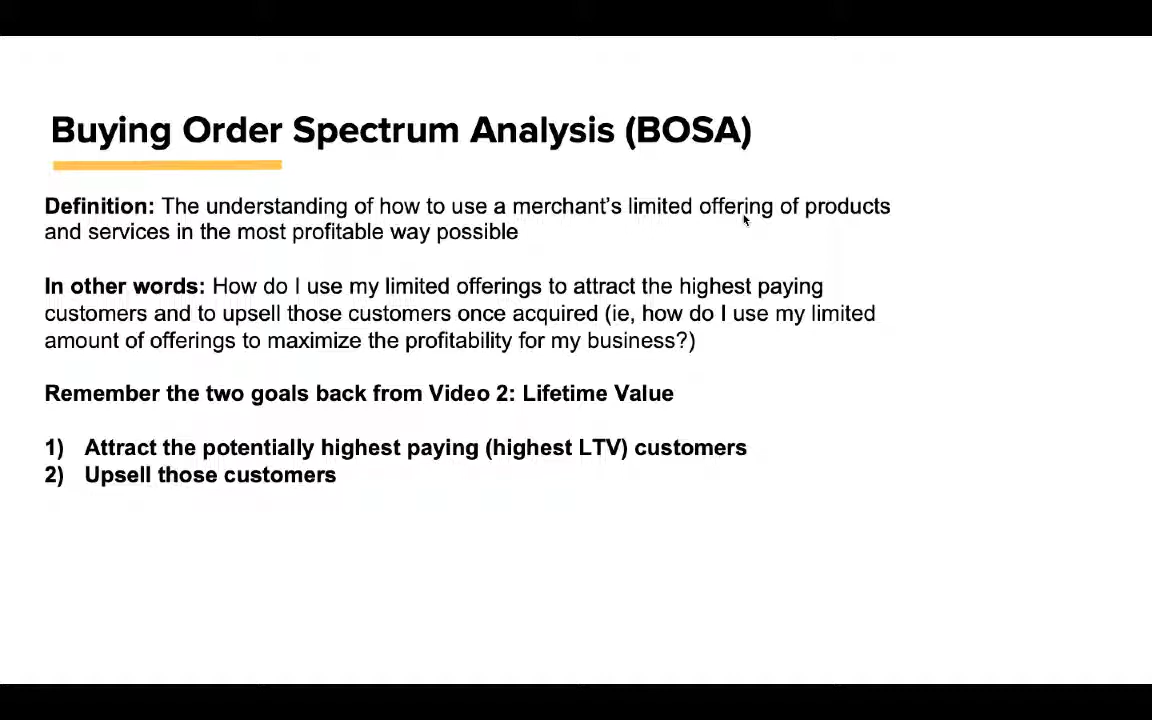 Buying Order Spectrum Analysis (BOSA)
Definition: The understanding of how to use a merchant's limited offering of products
and services in the most profitable way possible
In other words: How do I use my limited offerings to attract the highest paying
customers and to upsell those customers once acquired (ie, how do I use my limited
amount of offerings to maximize the profitability for my business?)
Remember the two goals back from Video 2: Lifetime Value
1) Attract the potentially highest paying (highest LTV) customers
2) Upsell those customers